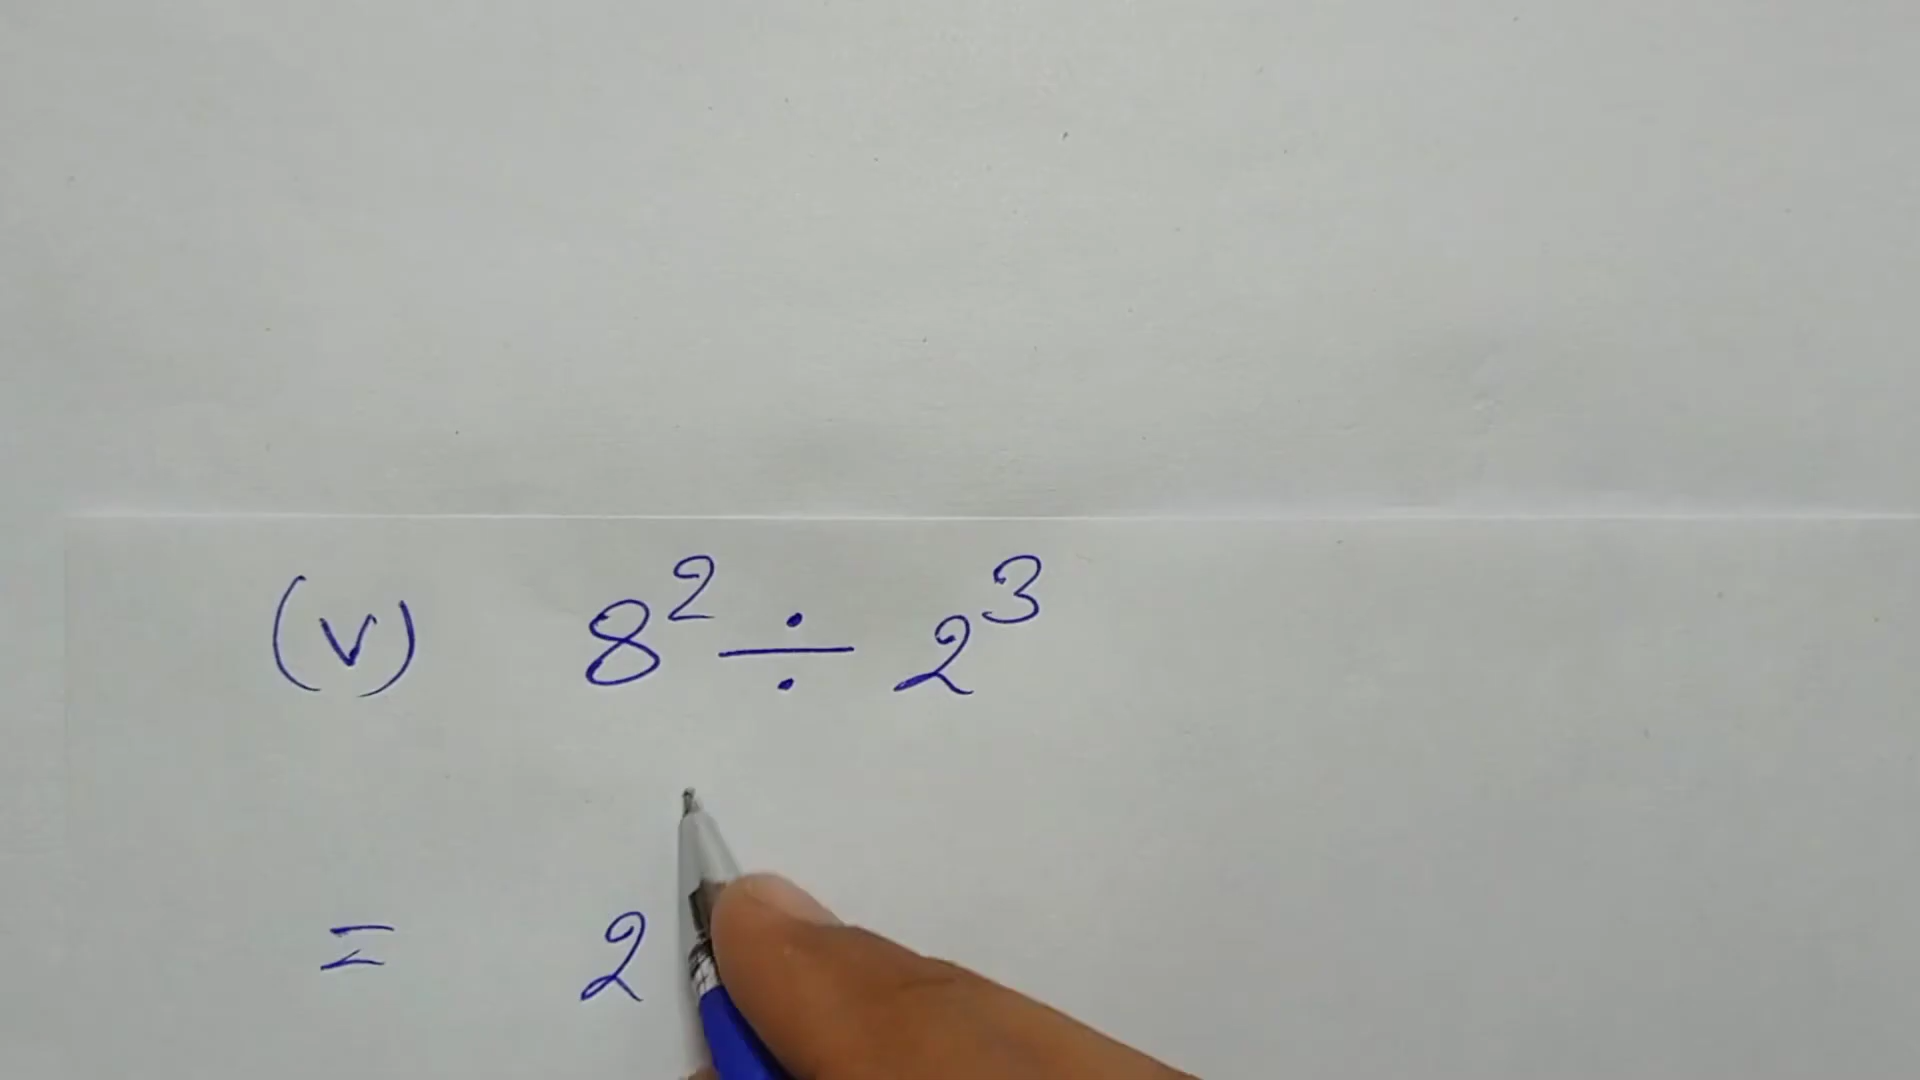 (v) 8² ÷ 2³
= 2